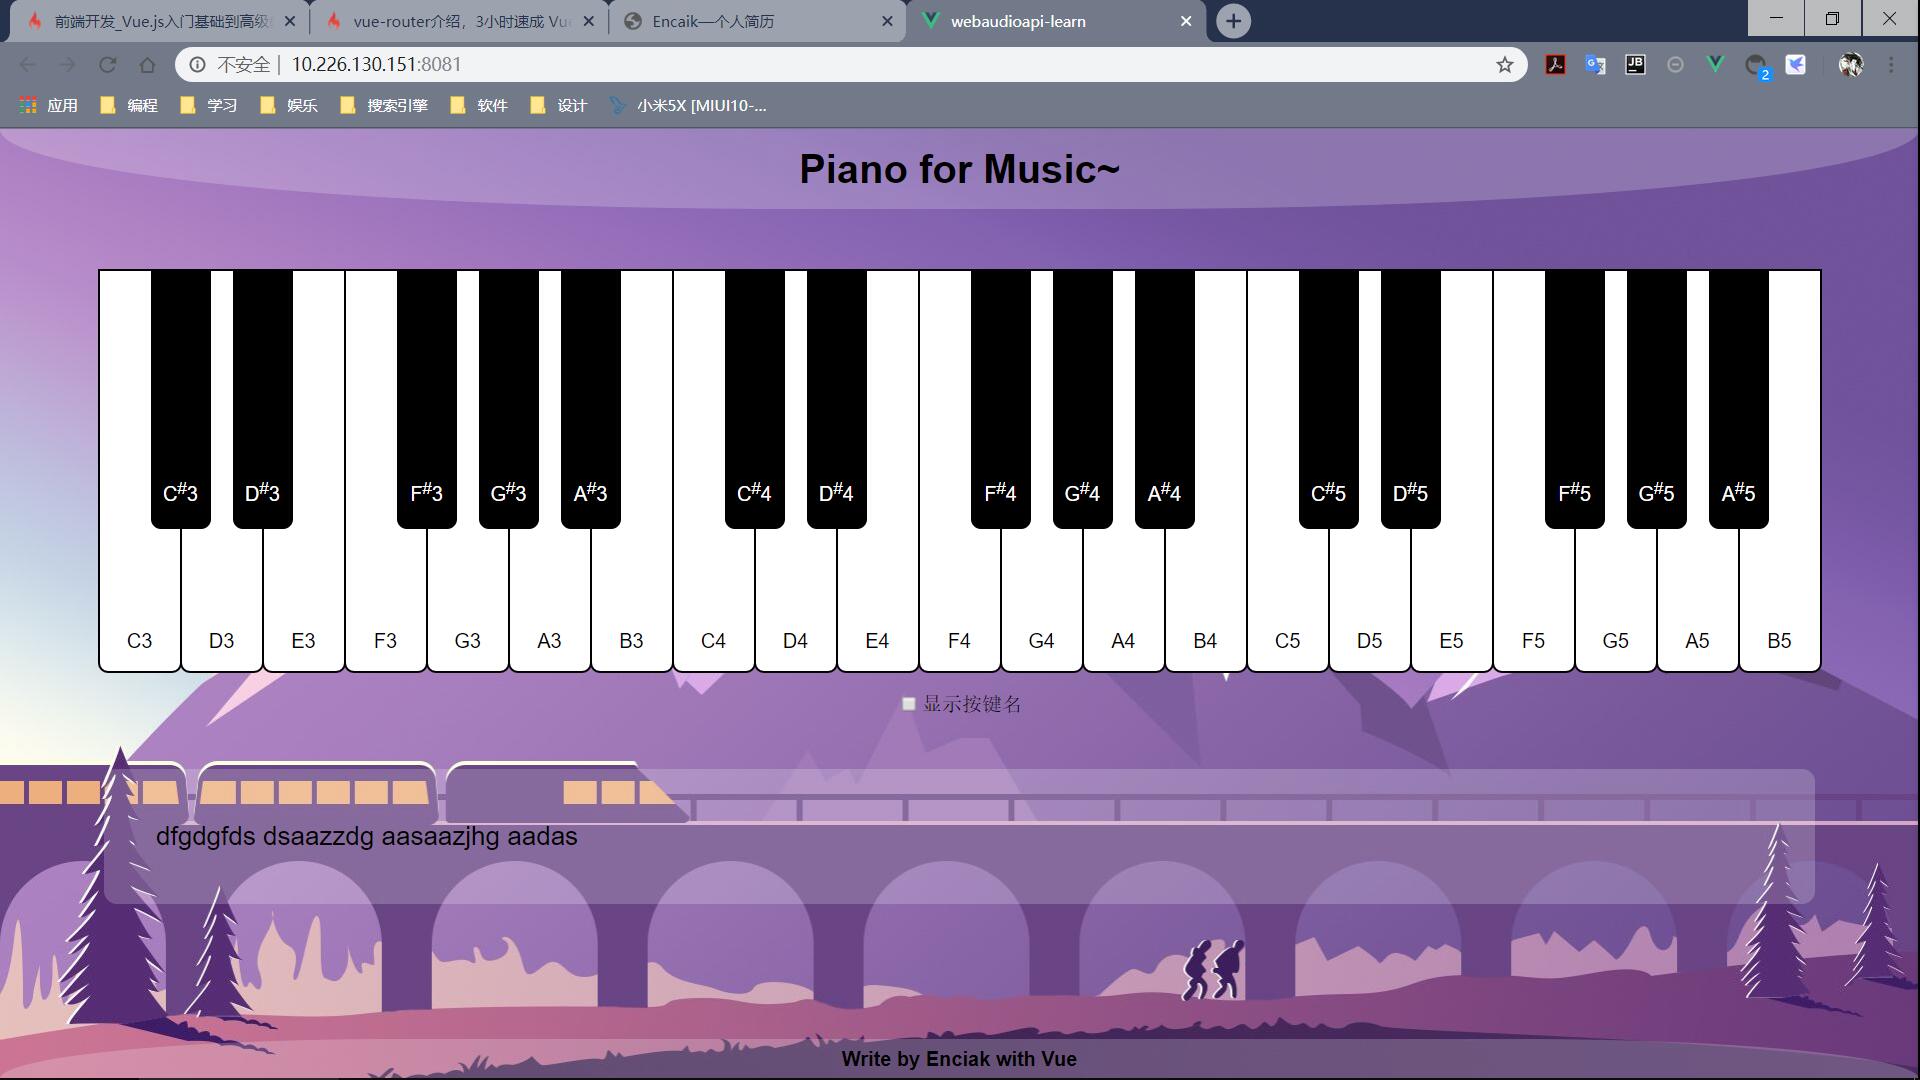 前端开发_Vue.js入门基础到高级
vue-router介绍，3小时速成 Vue
Encaik—个人简历
webaudioapi-learn
不安全 | 10.226.130.151:8081
2
应用 编程 学习 娱乐 搜索引擎 软件 设计 小米5X [MIUI10-...
Piano for Music~
C#3 D#3 F#3 G#3 A#3 C#4 D#4 F#4 G#4 A#4 C#5 D#5 F#5 G#5 A#5
C3 D3 E3 F3 G3 A3 B3 C4 D4 E4 F4 G4 A4 B4 C5 D5 E5 F5 G5 A5 B5
显示按键名
dfgdgfds dsaazzdg aasaazjhg aadas
Write by Enciak with Vue